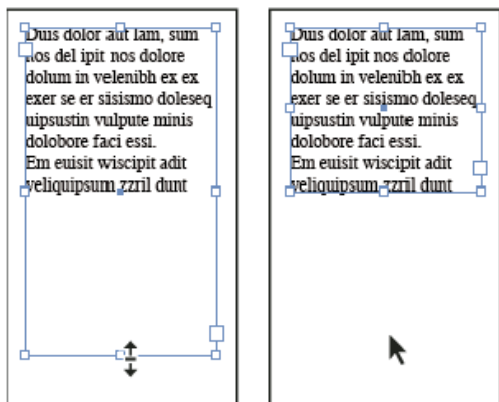 Duis dolor aut lam, sum
nos del ipit nos dolore
dolum in velenibh ex ex
exer se er sisismo doleseq
uipsustin vulpute minis
dolobore faci essi.
Em euisit wiscipit adit
veliquipsum zzril dunt
Duis dolor aut lam, sum
nos del ipit nos dolore
dolum in velenibh ex ex
exer se er sisismo doleseq
uipsustin vulpute minis
dolobore faci essi.
Em euisit wiscipit adit
veliquipsum zzril dunt